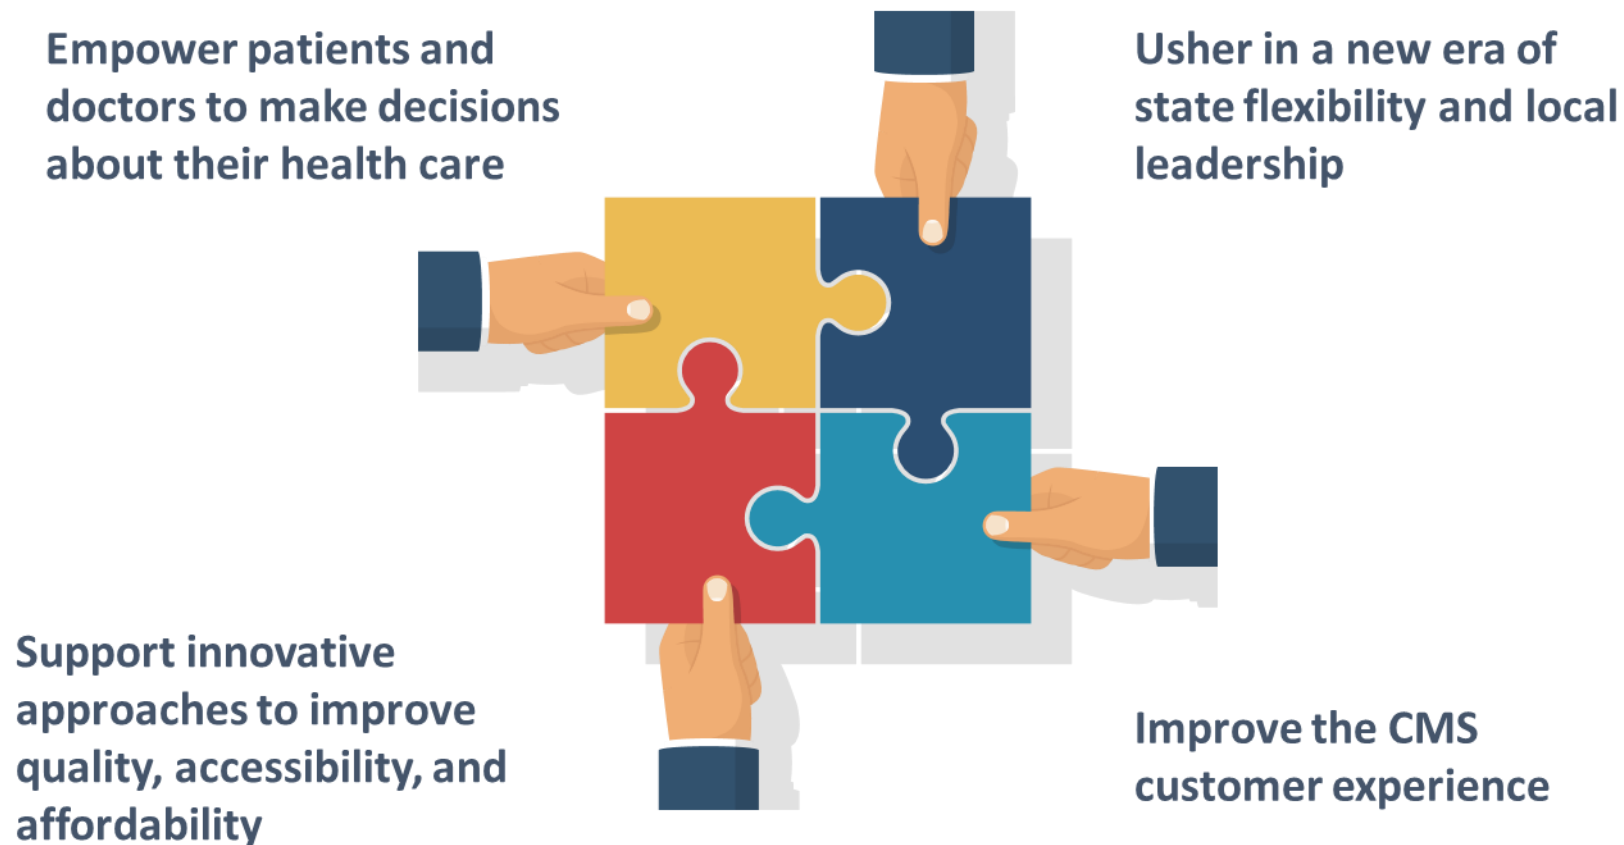 Empower patients and
doctors to make decisions
about their health care
Usher in a new era of
state flexibility and local
leadership
Support innovative
approaches to improve
quality, accessibility, and
affordability
Improve the CMS
customer experience